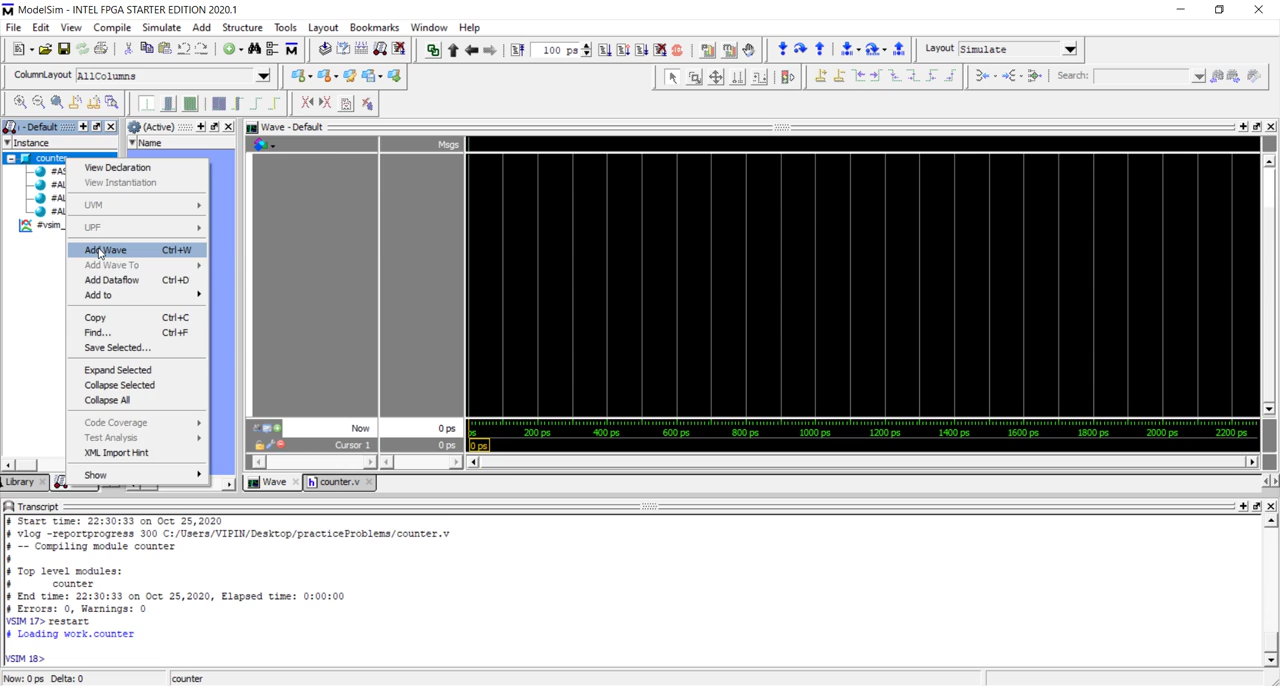 ModelSim - INTEL FPGA STARTER EDITION 2020.1
File Edit View Compile Simulate Add Structure Tools Layout Bookmarks Window Help
100 ps Layout Simulate
ColumnLayout AllColumns Search:
- Default (Active) Wave - Default
Instance Name Msgs
counter
#AS
#AL
#AL
#AL
#vsim_
View Declaration
View Instantiation
UVM
UPF
Add Wave Ctrl+W
Add Wave To
Add Dataflow Ctrl+D
Add to
Copy Ctrl+C
Find... Ctrl+F
Save Selected...
Expand Selected
Collapse Selected
Collapse All
Code Coverage
Test Analysis
XML Import Hint
Show
Now 0 ps ps 200 ps 400 ps 600 ps 800 ps 1000 ps 1200 ps 1400 ps 1600 ps 1800 ps 2000 ps 2200 ps
Cursor 1 0 ps 0 ps
Library Wave counter.v
Transcript
# Start time: 22:30:33 on Oct 25,2020
# vlog -reportprogress 300 C:/Users/VIPIN/Desktop/practiceProblems/counter.v
# -- Compiling module counter
#
# Top level modules:
# counter
# End time: 22:30:33 on Oct 25,2020, Elapsed time: 0:00:00
# Errors: 0, Warnings: 0
VSIM 17> restart
# Loading work.counter
VSIM 18>
Now: 0 ps Delta: 0 counter